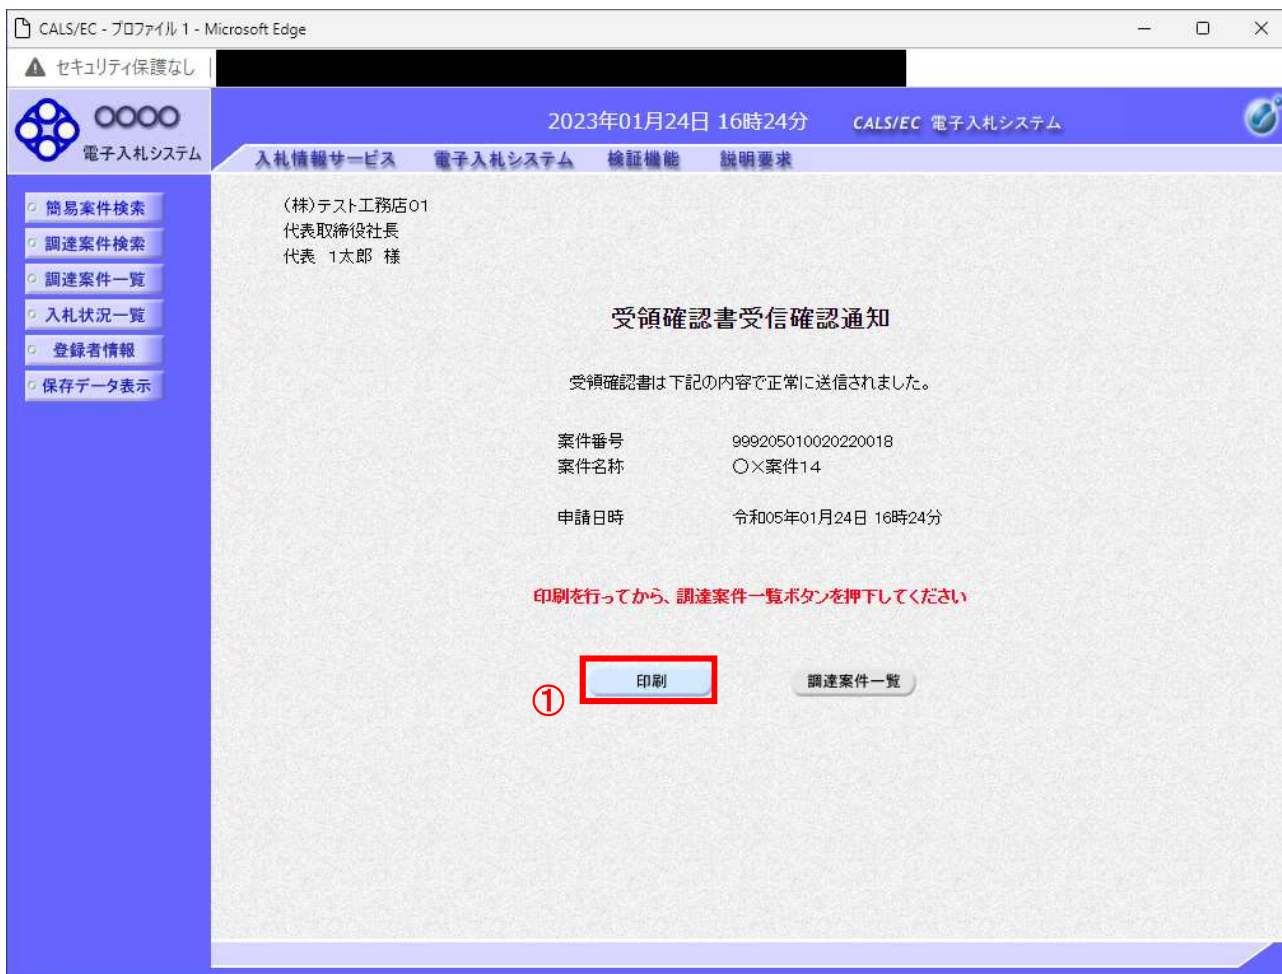 CALS/EC - プロファイル 1 - Microsoft Edge
セキュリティ保護なし
〇〇〇〇
電子入札システム
2023年01月24日 16時24分
CALS/EC 電子入札システム
入札情報サービス 電子入札システム 検証機能 説明要求
簡易案件検索
調達案件検索
調達案件一覧
入札状況一覧
登録者情報
保存データ表示
(株)テスト工務店01
代表取締役社長
代表 1太郎 様
受領確認書受信確認通知
受領確認書は下記の内容で正常に送信されました。
案件番号 999205010020220018
案件名称 〇×案件14
申請日時 令和05年01月24日 16時24分
印刷を行ってから、調達案件一覧ボタンを押下してください
① 印刷 調達案件一覧